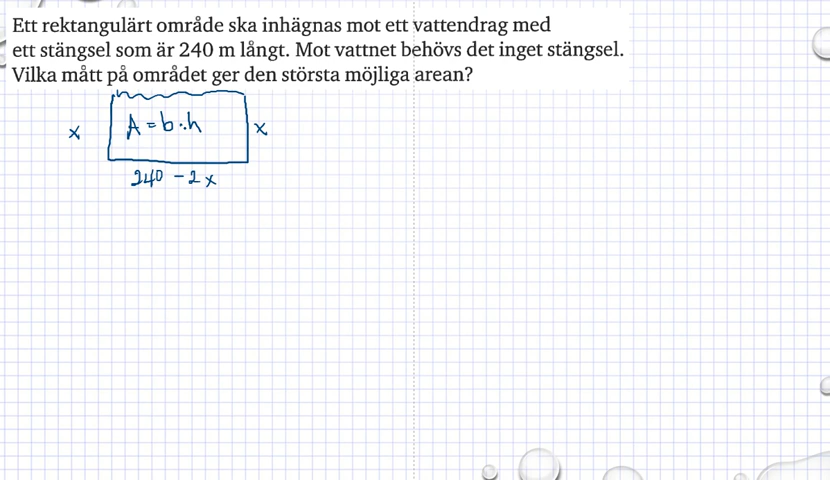 Ett rektangulärt område ska inhägnas mot ett vattendrag med
ett stängsel som är 240 m långt. Mot vattnet behövs det inget stängsel.
Vilka mått på området ger den största möjliga arean?
x A = b·h x
240 - 2x